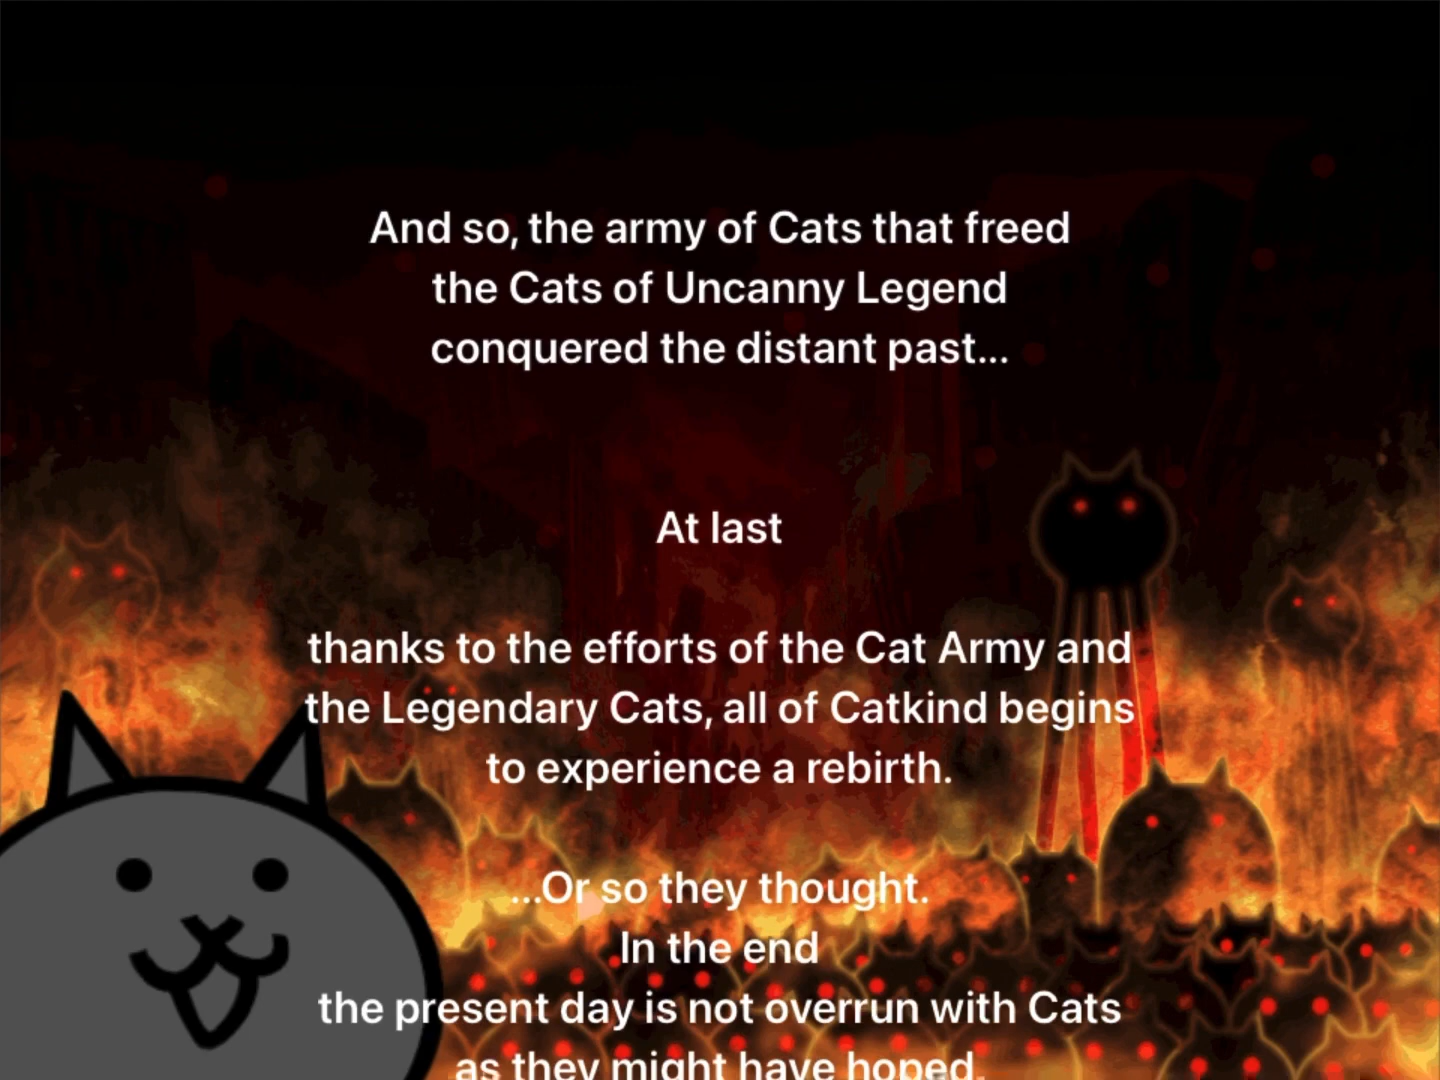 And so, the army of Cats that freed
the Cats of Uncanny Legend
conquered the distant past...
At last
thanks to the efforts of the Cat Army and
the Legendary Cats, all of Catkind begins
to experience a rebirth.
...Or so they thought.
In the end
the present day is not overrun with Cats
as they might have hoped.